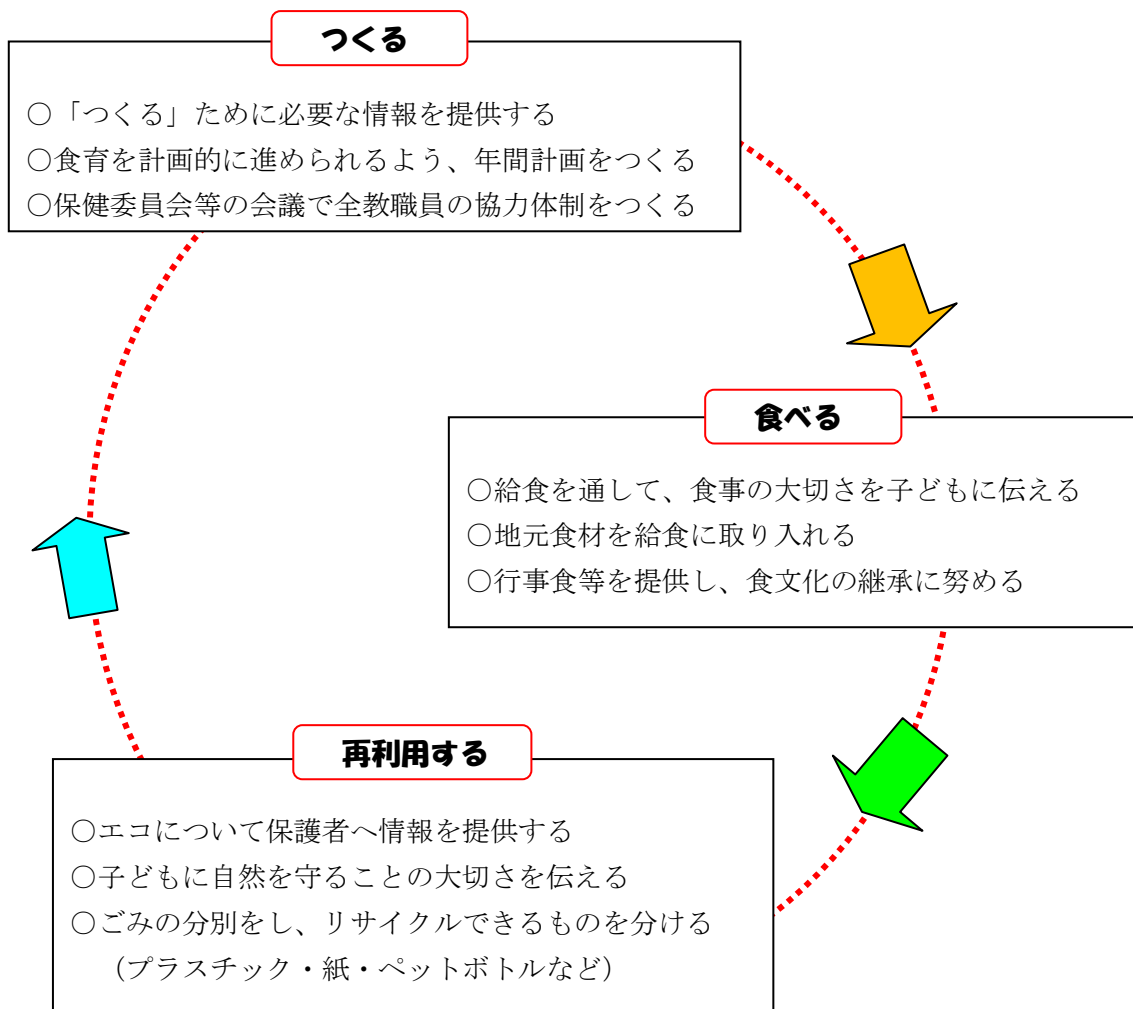 つくる
○「つくる」ために必要な情報を提供する
○食育を計画的に進められるよう、年間計画をつくる
○保健委員会等の会議で全教職員の協力体制をつくる
食べる
○給食を通して、食事の大切さを子どもに伝える
○地元食材を給食に取り入れる
○行事食等を提供し、食文化の継承に努める
再利用する
○エコについて保護者へ情報を提供する
○子どもに自然を守ることの大切さを伝える
○ごみの分別をし、リサイクルできるものを分ける
（プラスチック・紙・ペットボトルなど）